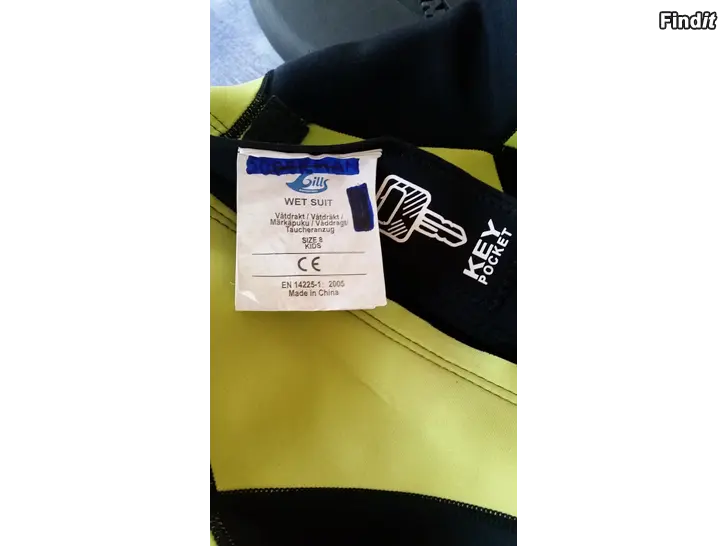 Findit
Gills
WET SUIT
Våtdrakt / Våtdräkt /
Märkäpuku / Våddragt/
Taucheranzug
SIZE 8
KIDS
CE
EN 14225-1: 2005
Made in China
KEY
POCKET